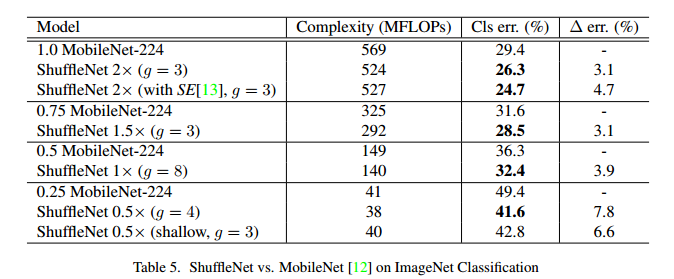 Model Complexity (MFLOPs) Cls err. (%) Δ err. (%)
1.0 MobileNet-224 569 29.4 -
ShuffleNet 2× (g = 3) 524 26.3 3.1
ShuffleNet 2× (with SE[13], g = 3) 527 24.7 4.7
0.75 MobileNet-224 325 31.6 -
ShuffleNet 1.5× (g = 3) 292 28.5 3.1
0.5 MobileNet-224 149 36.3 -
ShuffleNet 1× (g = 8) 140 32.4 3.9
0.25 MobileNet-224 41 49.4 -
ShuffleNet 0.5× (g = 4) 38 41.6 7.8
ShuffleNet 0.5× (shallow, g = 3) 40 42.8 6.6
Table 5. ShuffleNet vs. MobileNet [12] on ImageNet Classification